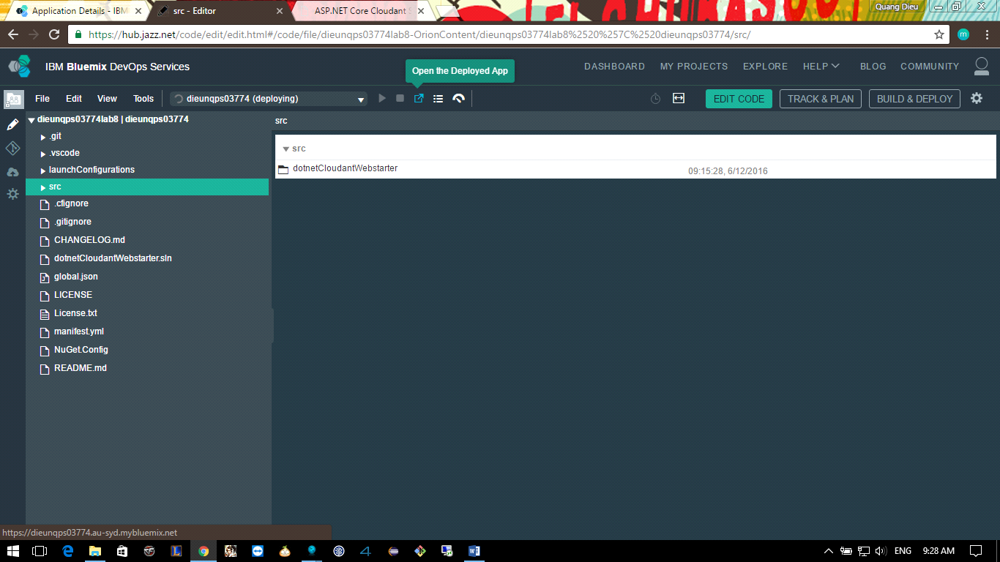 Application Details - IBM
src - Editor
ASP.NET Core Cloudant
Quang Dieu
https://hub.jazz.net/code/edit/edit.html#/code/file/dieunqps03774lab8-OrionContent/dieunqps03774lab8%2520%257C%2520dieunqps03774/src/
m
IBM Bluemix DevOps Services
Open the Deployed App
DASHBOARD MY PROJECTS EXPLORE HELP BLOG COMMUNITY
File Edit View Tools dieunqps03774 (deploying) EDIT CODE TRACK & PLAN BUILD & DEPLOY
dieunqps03774lab8 | dieunqps03774
src
.git
.vscode
launchConfigurations
src
.cfignore
.gitignore
CHANGELOG.md
dotnetCloudantWebstarter.sln
global.json
LICENSE
License.txt
manifest.yml
NuGet.Config
README.md
src
dotnetCloudantWebstarter 09:15:28, 6/12/2016
https://dieunqps03774.au-syd.mybluemix.net
ENG 9:28 AM